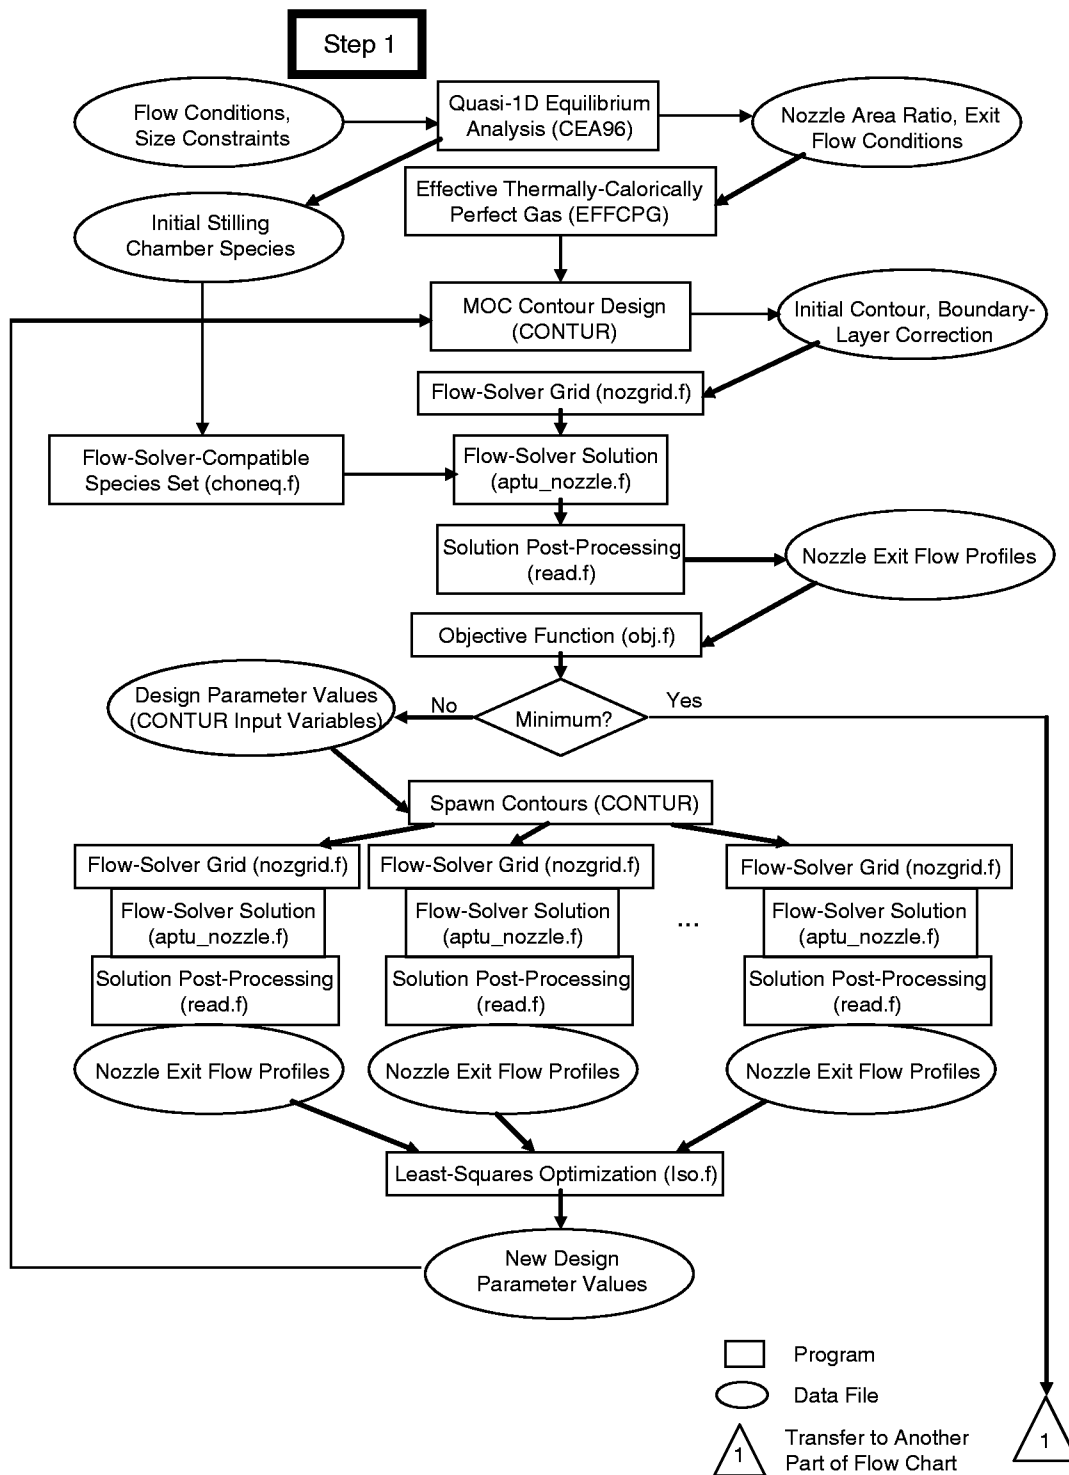 Step 1
Flow Conditions,
Size Constraints
Quasi-1D Equilibrium
Analysis (CEA96)
Nozzle Area Ratio, Exit
Flow Conditions
Effective Thermally-Calorically
Perfect Gas (EFFCPG)
Initial Stilling
Chamber Species
MOC Contour Design
(CONTUR)
Initial Contour, Boundary-
Layer Correction
Flow-Solver Grid (nozgrid.f)
Flow-Solver-Compatible
Species Set (choneq.f)
Flow-Solver Solution
(aptu_nozzle.f)
Solution Post-Processing
(read.f)
Nozzle Exit Flow Profiles
Objective Function (obj.f)
Design Parameter Values
(CONTUR Input Variables)
No
Minimum?
Yes
Spawn Contours (CONTUR)
Flow-Solver Grid (nozgrid.f)
Flow-Solver Grid (nozgrid.f)
Flow-Solver Grid (nozgrid.f)
Flow-Solver Solution
(aptu_nozzle.f)
Flow-Solver Solution
(aptu_nozzle.f)
...
Flow-Solver Solution
(aptu_nozzle.f)
Solution Post-Processing
(read.f)
Solution Post-Processing
(read.f)
Solution Post-Processing
(read.f)
Nozzle Exit Flow Profiles
Nozzle Exit Flow Profiles
Nozzle Exit Flow Profiles
Least-Squares Optimization (lso.f)
New Design
Parameter Values
Program
Data File
1
Transfer to Another
Part of Flow Chart
1